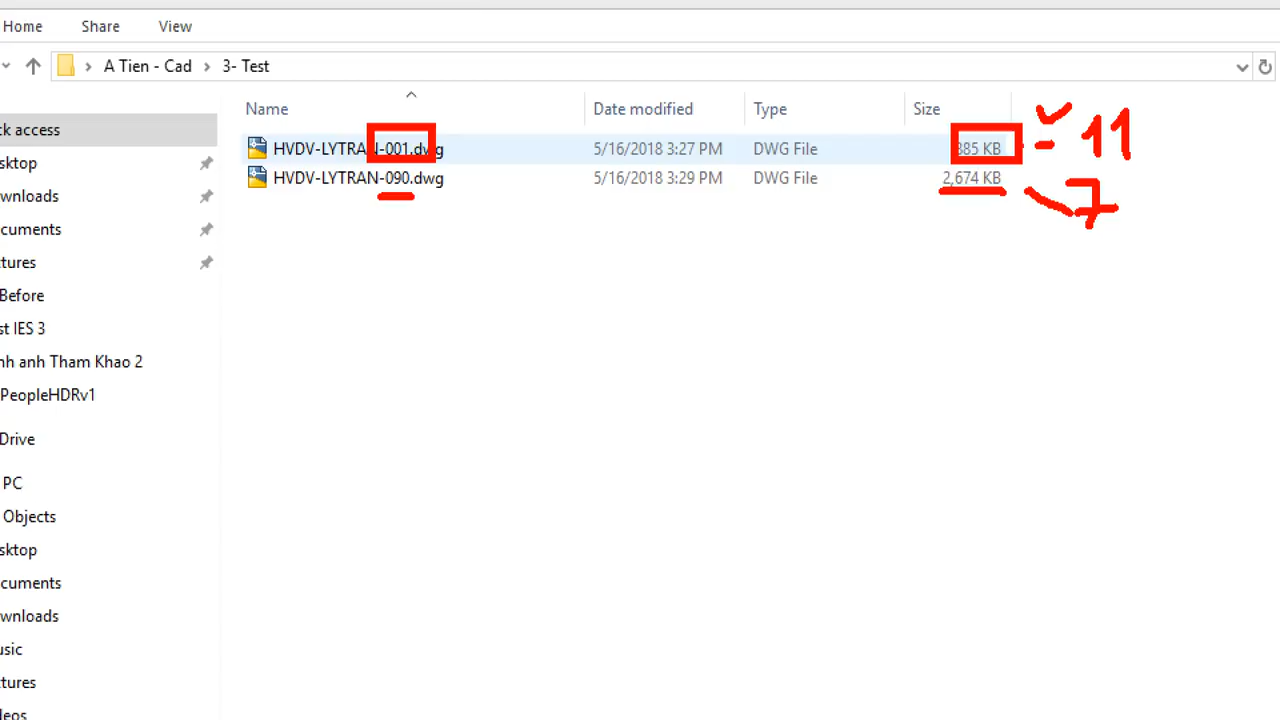 Home Share View
A Tien - Cad > 3- Test
Name Date modified Type Size
ck access
HVDV-LYTRAN-001.dwg 5/16/2018 3:27 PM DWG File 885 KB 11
sktop
HVDV-LYTRAN-090.dwg 5/16/2018 3:29 PM DWG File 2,674 KB 7
wnloads
cuments
tures
Before
st IES 3
nh anh Tham Khao 2
PeopleHDRv1
Drive
PC
Objects
sktop
cuments
wnloads
usic
tures
deos